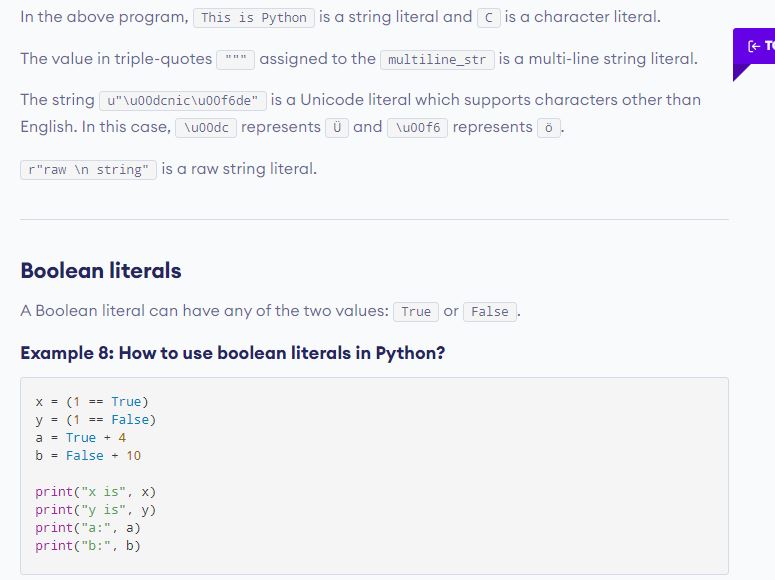 In the above program, This is Python is a string literal and C is a character literal.
The value in triple-quotes """ assigned to the multiline_str is a multi-line string literal.
The string u"\u00dcnic\u00f6de" is a Unicode literal which supports characters other than
English. In this case, \u00dc represents Ü and \u00f6 represents ö.
r"raw \n string" is a raw string literal.
Boolean literals
A Boolean literal can have any of the two values: True or False.
Example 8: How to use boolean literals in Python?
x = (1 == True)
y = (1 == False)
a = True + 4
b = False + 10
print("x is", x)
print("y is", y)
print("a:", a)
print("b:", b)